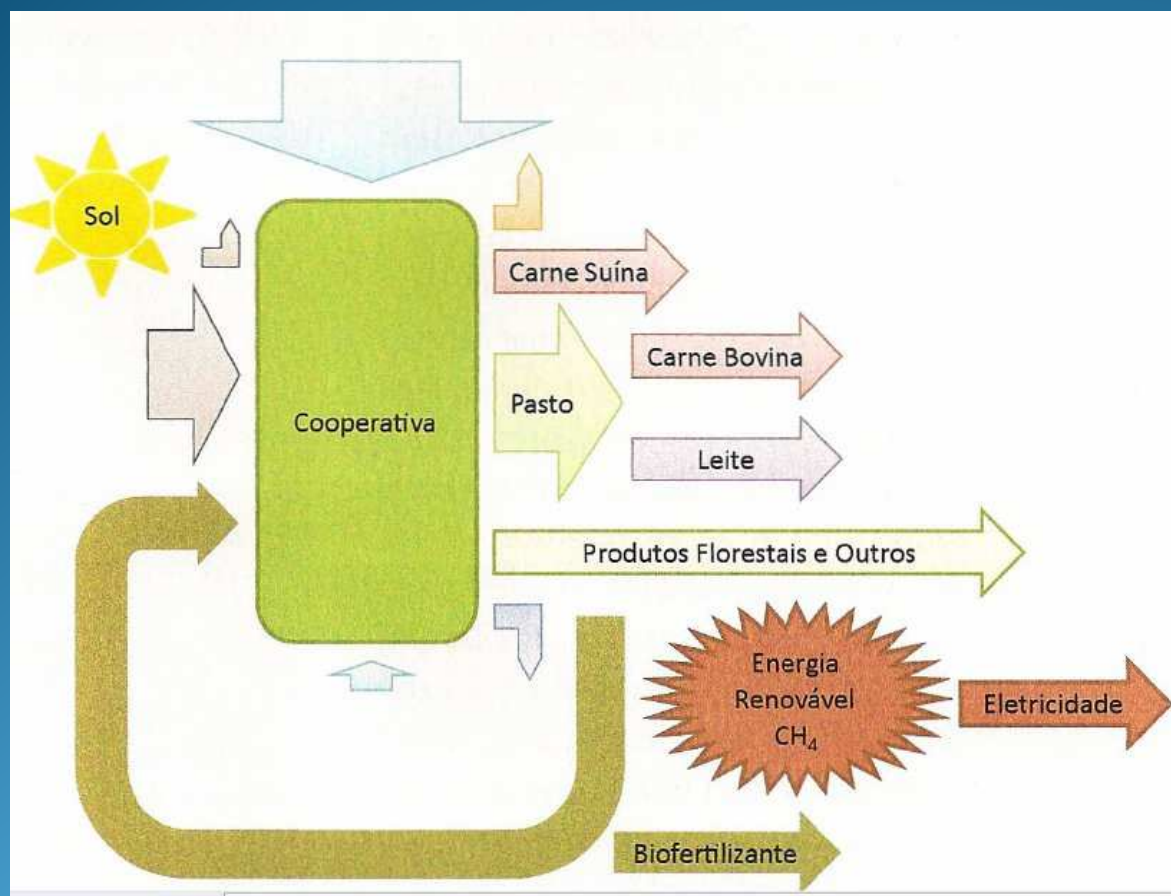 Sol
Carne Suína
Carne Bovina
Pasto
Cooperativa
Leite
Produtos Florestais e Outros
Energia
Renovável
CH₄
Eletricidade
Biofertilizante